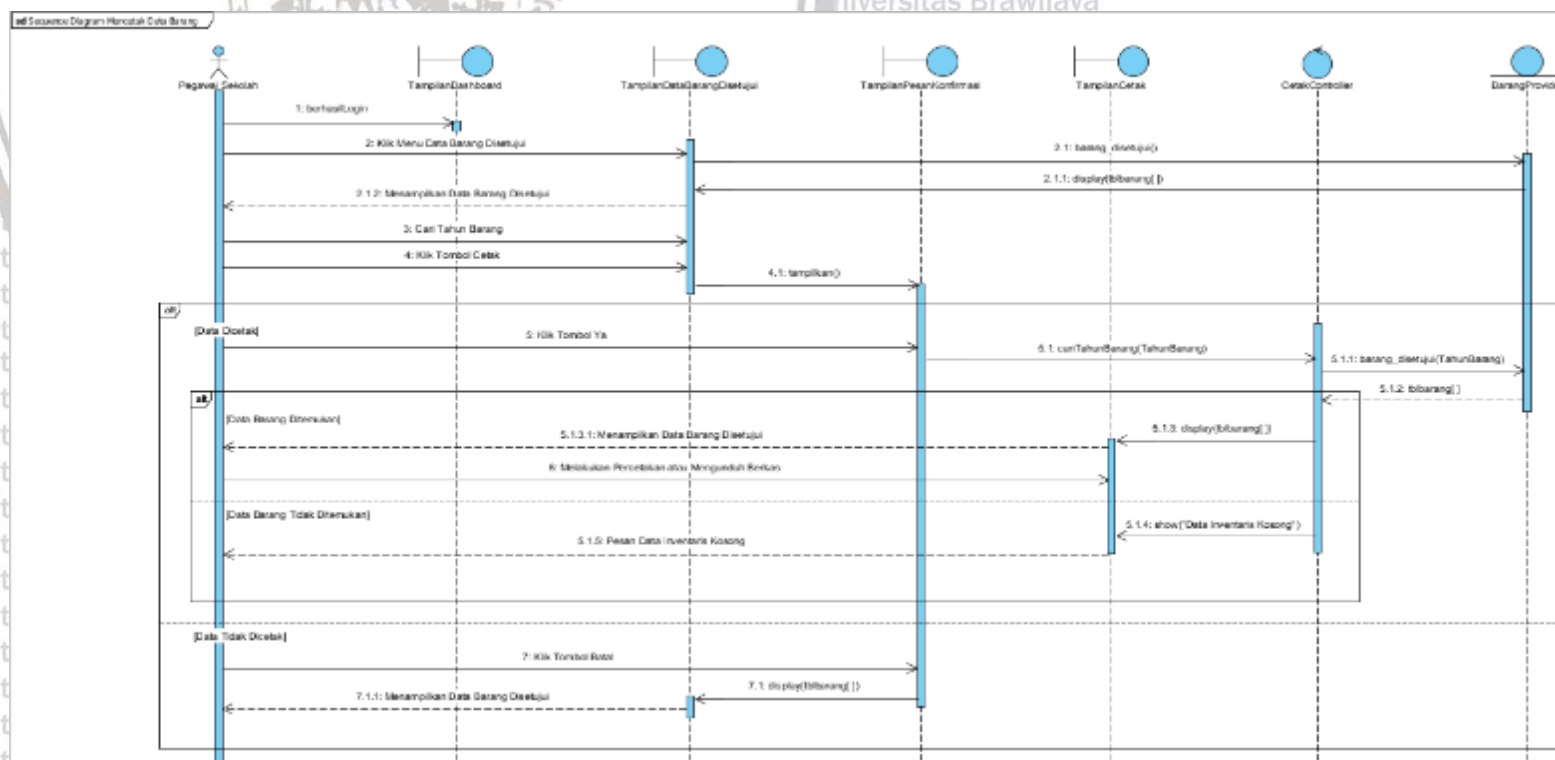 Universitas Brawijaya
sd Sequence Diagram Mencetak Data Barang
Pegawai Sekolah
TampilanDashboard
TampilanDataBarangDisetujui
TampilanPesanKonfirmasi
TampilanCetak
CetakController
BarangProvid
1: berhasilLogin
2: Klik Menu Data Barang Disetujui
2.1: barang_disetujui()
2.1.1: display(tblbarang[ ])
2.1.2: Menampilkan Data Barang Disetujui
3: Cari Tahun Barang
4: Klik Tombol Cetak
4.1: tampilkan()
alt
[Data Dicetak]
5: Klik Tombol Ya
5.1: cariTahunBarang(TahunBarang)
5.1.1: barang_disetujui(TahunBarang)
5.1.2: tblbarang[ ]
alt
[Data Barang Ditemukan]
5.1.3: display(tblbarang[ ])
5.1.3.1: Menampilkan Data Barang Disetujui
6: Melakukan Percetakan atau Mengunduh Berkas
[Data Barang Tidak Ditemukan]
5.1.4: show("Data Inventaris Kosong")
5.1.5: Pesan Data Inventaris Kosong
[Data Tidak Dicetak]
7: Klik Tombol Batal
7.1: display(tblbarang[ ])
7.1.1: Menampilkan Data Barang Disetujui